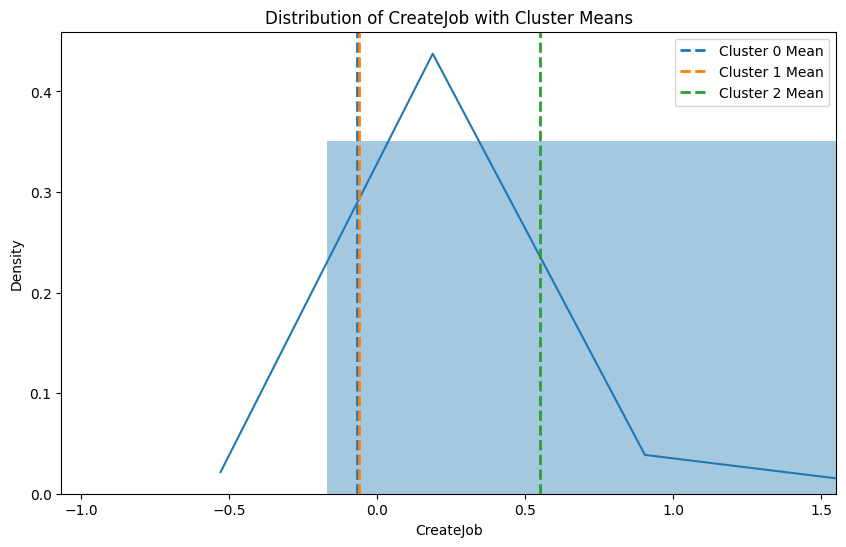 Distribution of CreateJob with Cluster Means
Cluster 0 Mean
Cluster 1 Mean
Cluster 2 Mean
Density
0.4
0.3
0.2
0.1
0.0
−1.0
−0.5
0.0
0.5
1.0
1.5
CreateJob